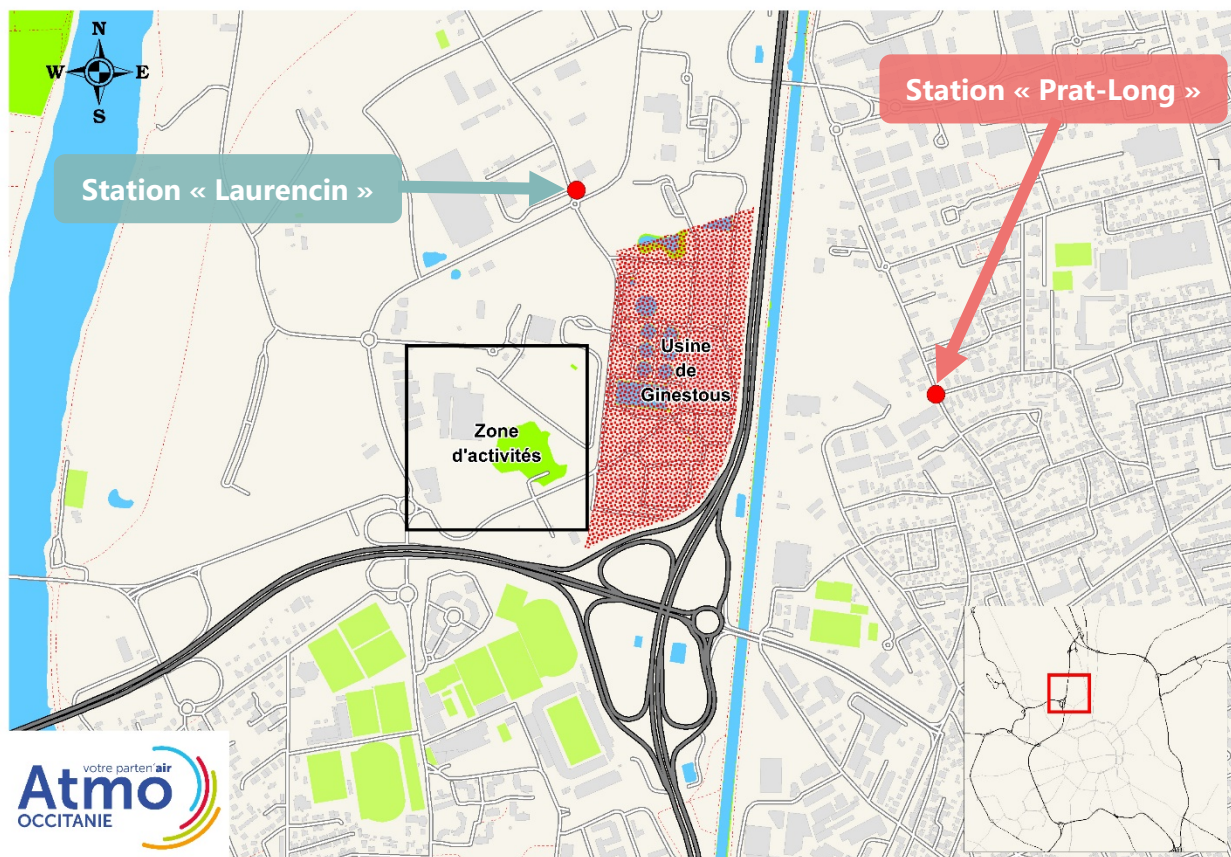 N
W E
S
Station « Prat-Long »
Station « Laurencin »
Usine
de
Ginestous
Zone
d'activités
votre parten'air
Atmo
OCCITANIE